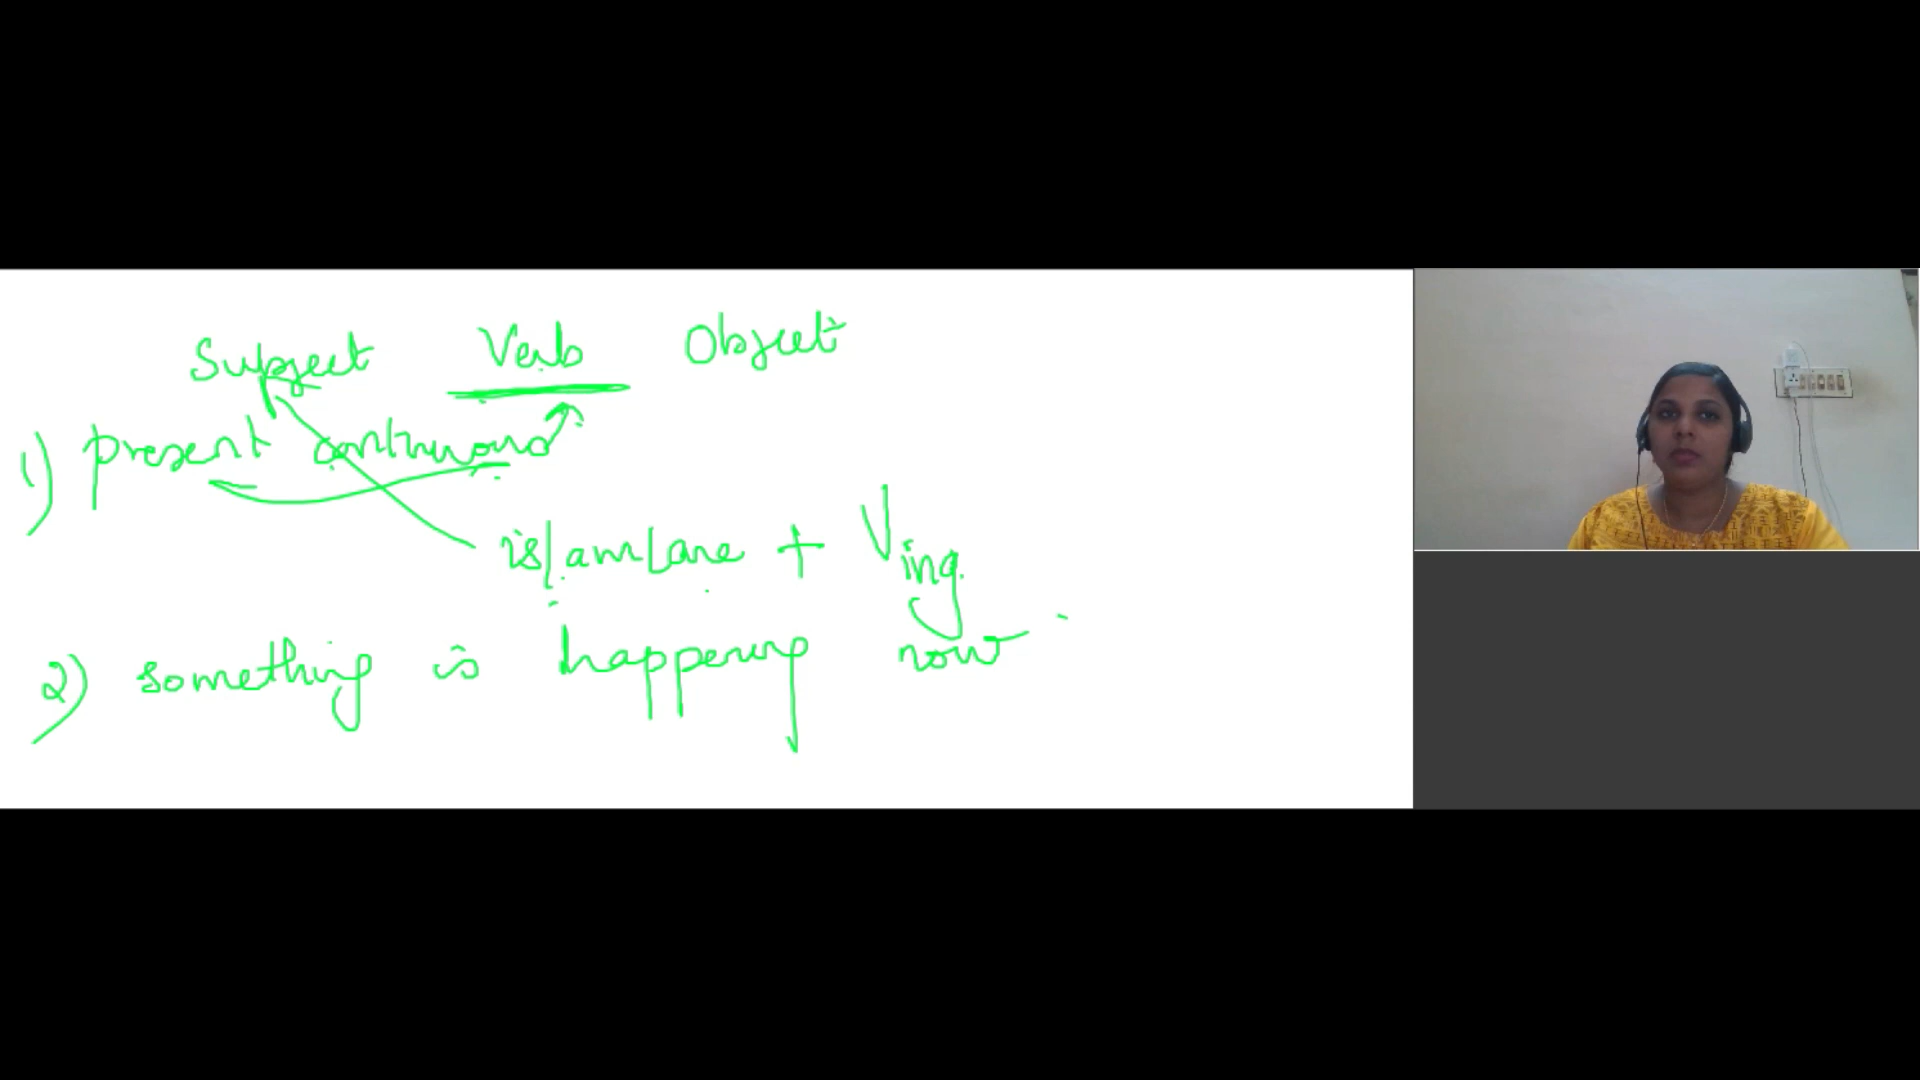 Subject Verb Object
1) present continuous
is/am/are + Ving
2) something is happening now